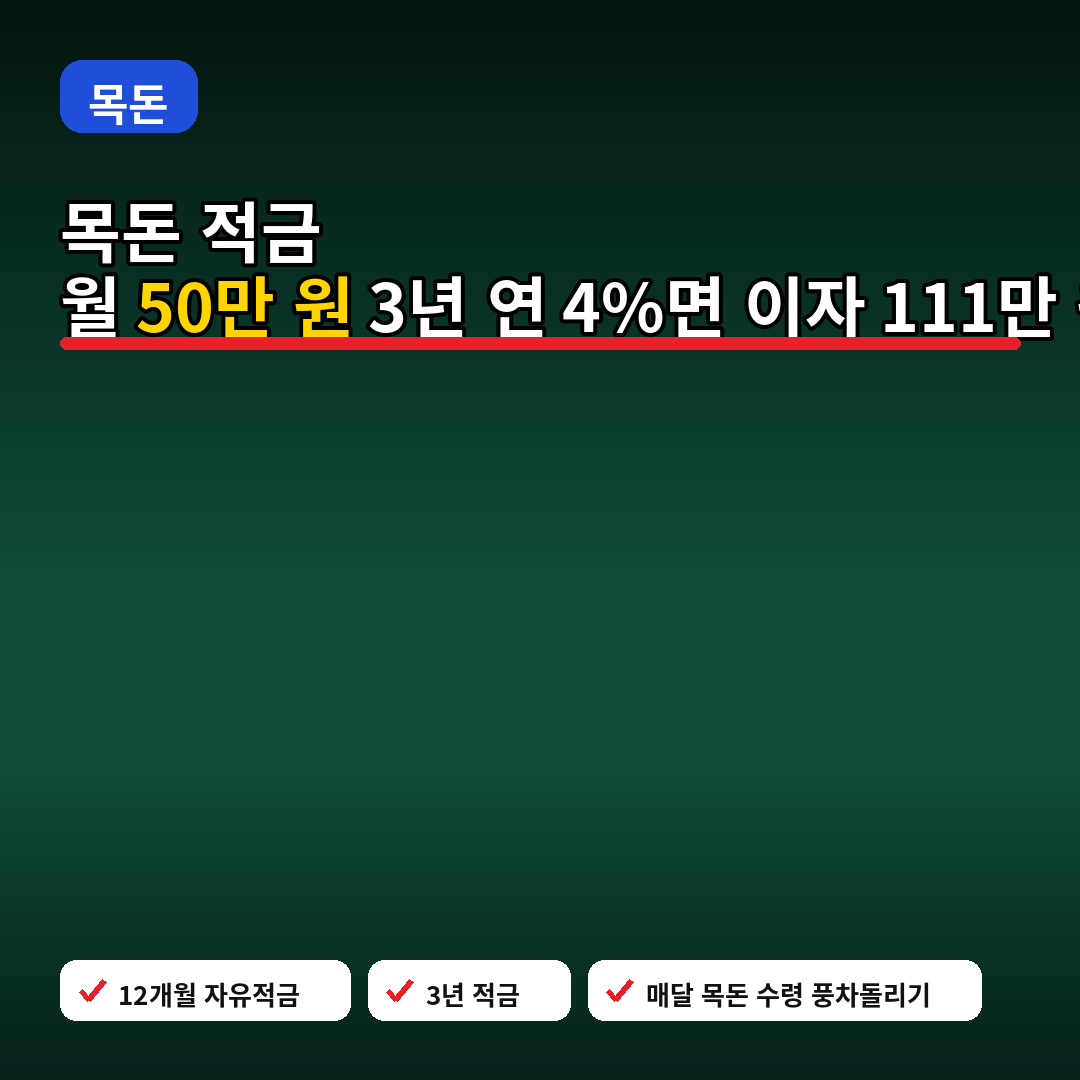 목돈
목돈 적금
월 50만 원 3년 연 4%면 이자 111만
12개월 자유적금
3년 적금
매달 목돈 수령 풍차돌리기